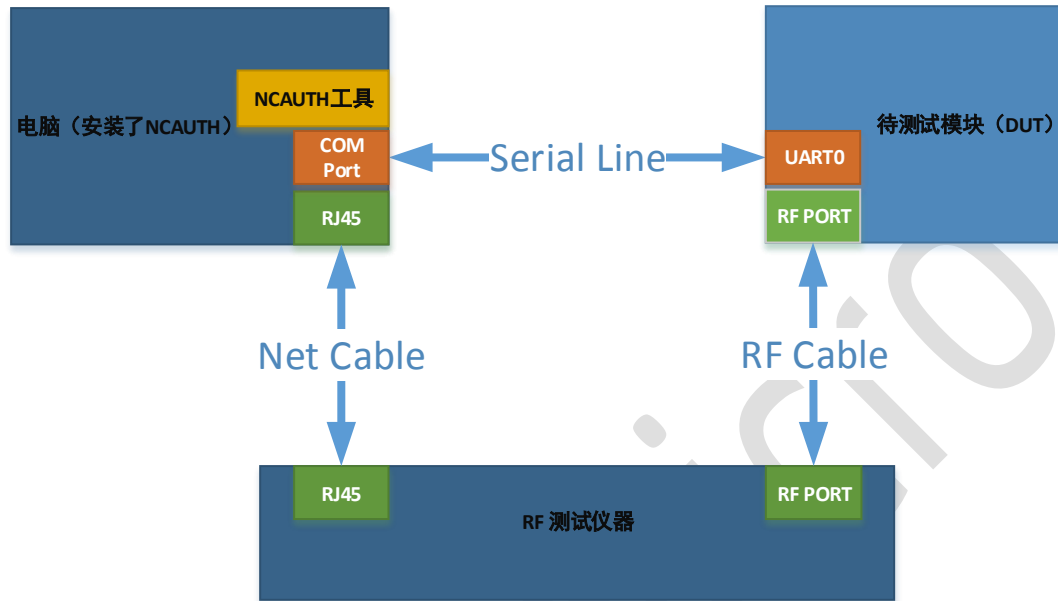 NCAUTH工具
电脑（安装了NCAUTH）
COM
Port
RJ45
Serial Line
待测试模块（DUT）
UART0
RF PORT
Net Cable
RF Cable
RJ45
RF PORT
RF 测试仪器